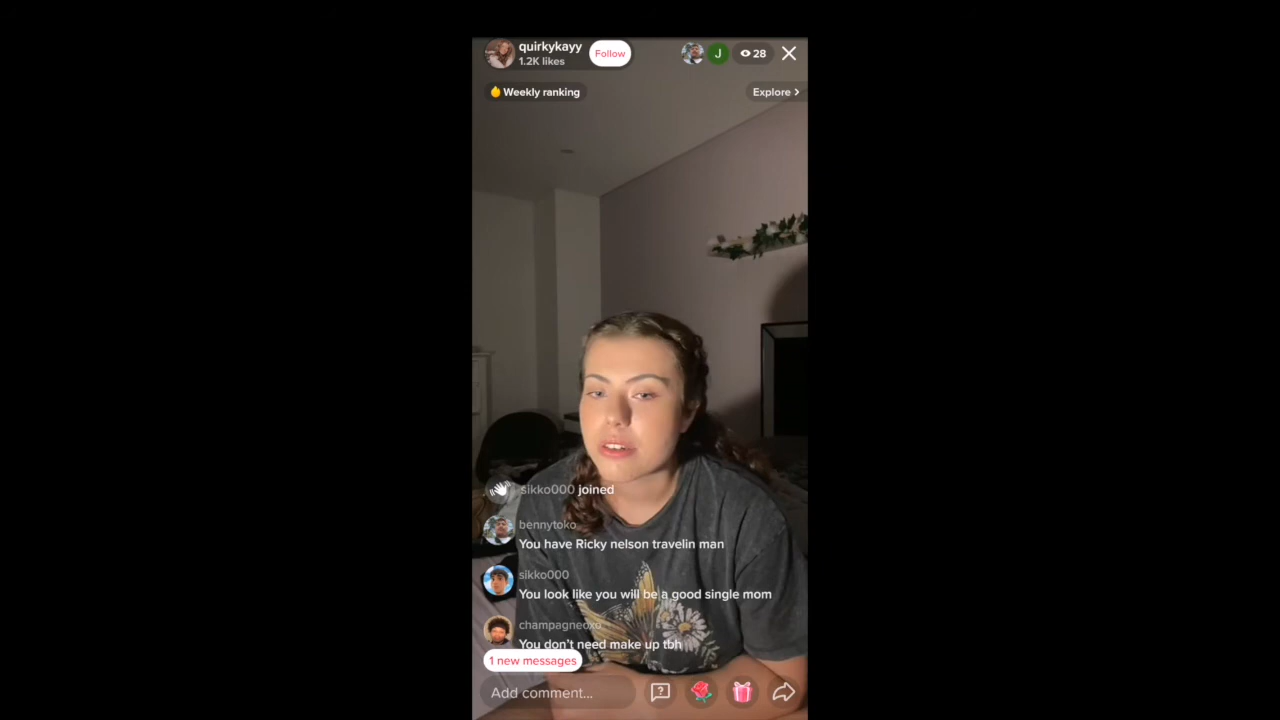 quirkykayy
1.2K likes
Follow
J
28
Weekly ranking
Explore
sikko000 joined
bennytoko
You have Ricky nelson travelin man
sikko000
You look like you will be a good single mom
champagneoxo
You don't need make up tbh
1 new messages
Add comment...